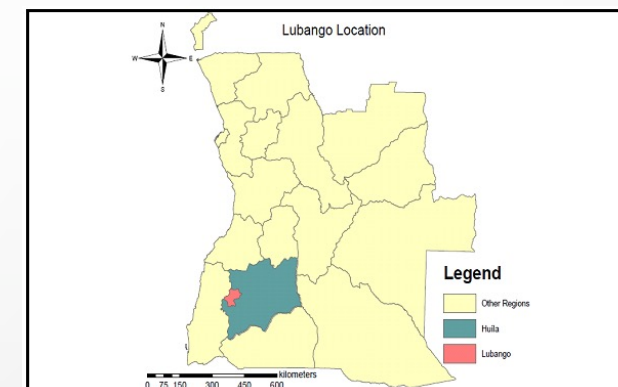 Lubango Location
N
W E
S
Legend
Other Regions
Huila
Lubango
kilometers
0 75 150 300 450 600